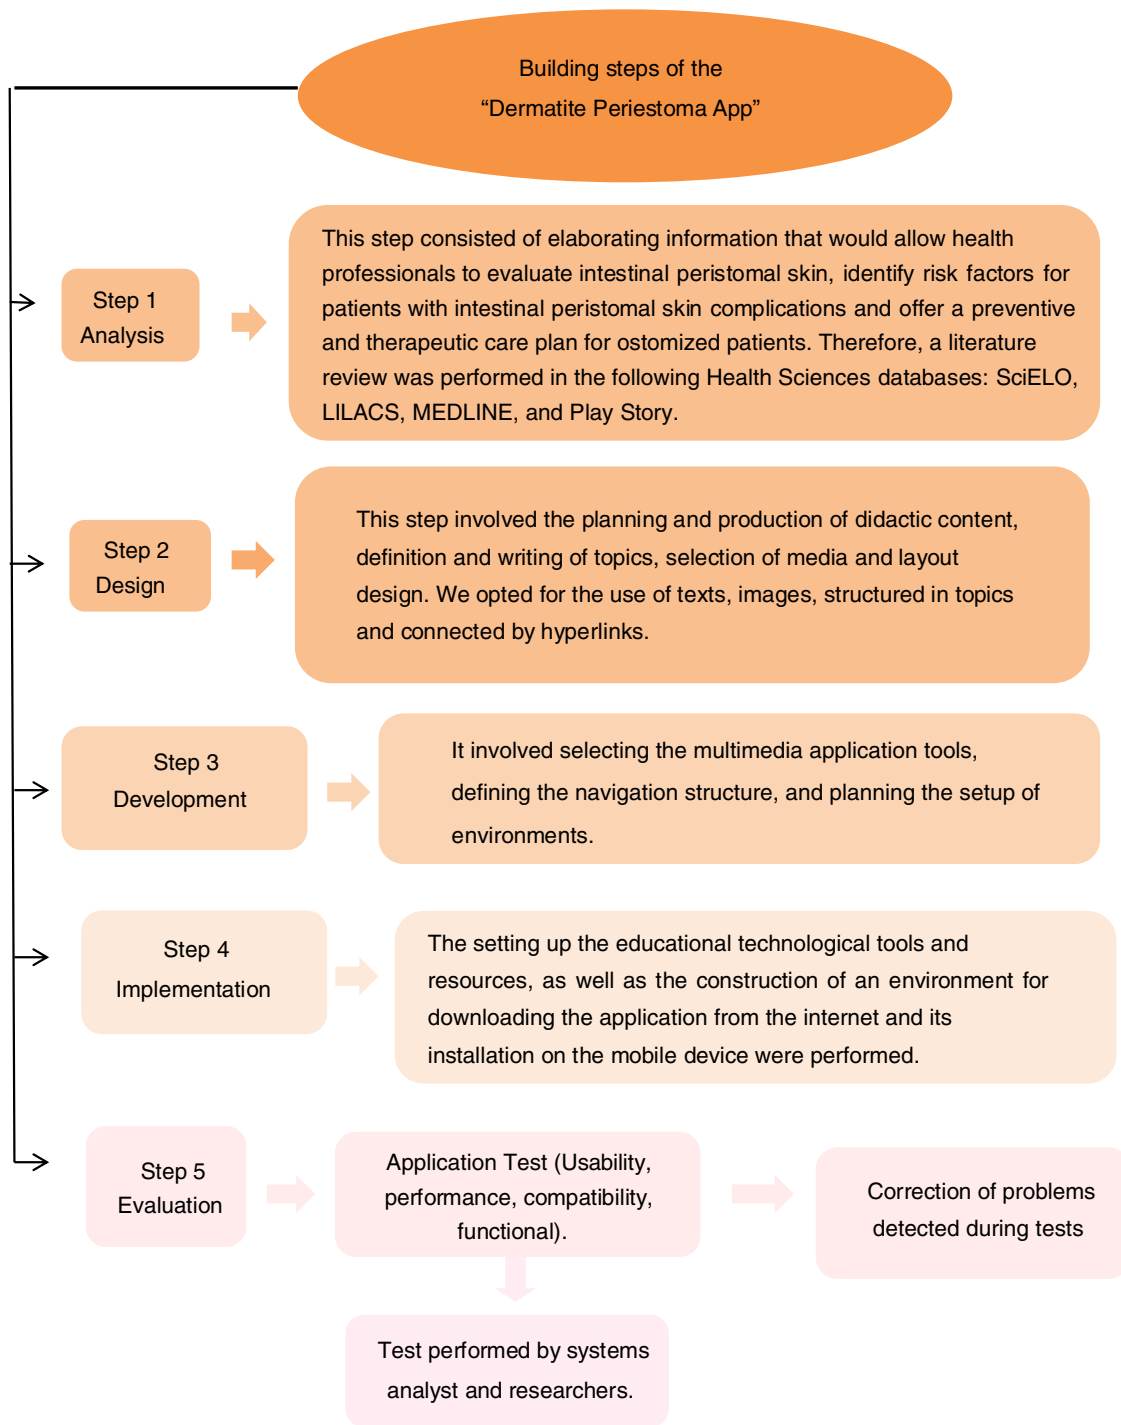 Building steps of the
“Dermatite Periestoma App”
Step 1
Analysis
This step consisted of elaborating information that would allow health
professionals to evaluate intestinal peristomal skin, identify risk factors for
patients with intestinal peristomal skin complications and offer a preventive
and therapeutic care plan for ostomized patients. Therefore, a literature
review was performed in the following Health Sciences databases: SciELO,
LILACS, MEDLINE, and Play Story.
Step 2
Design
This step involved the planning and production of didactic content,
definition and writing of topics, selection of media and layout
design. We opted for the use of texts, images, structured in topics
and connected by hyperlinks.
Step 3
Development
It involved selecting the multimedia application tools,
defining the navigation structure, and planning the setup of
environments.
Step 4
Implementation
The setting up the educational technological tools and
resources, as well as the construction of an environment for
downloading the application from the internet and its
installation on the mobile device were performed.
Step 5
Evaluation
Application Test (Usability,
performance, compatibility,
functional).
Correction of problems
detected during tests
Test performed by systems
analyst and researchers.